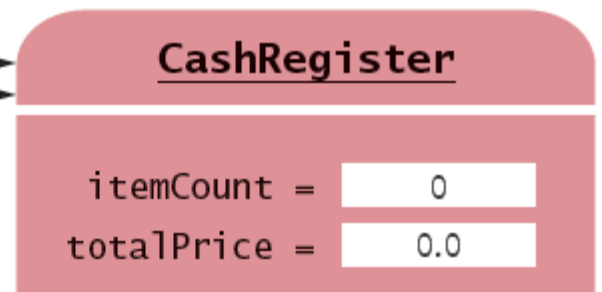 CashRegister
itemCount = 0
totalPrice = 0.0